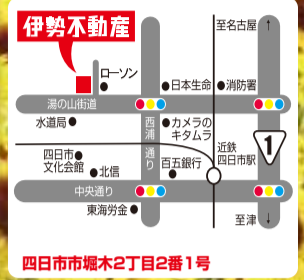 伊勢不動産
至名古屋
↑
ローソン
日本生命
消防署
湯の山街道
水道局
西浦通り
カメラの
キタムラ
1
四日市
文化会館
北信
百五銀行
近鉄
四日市駅
中央通り
東海労金
至津
↓
四日市市堀木2丁目2番1号